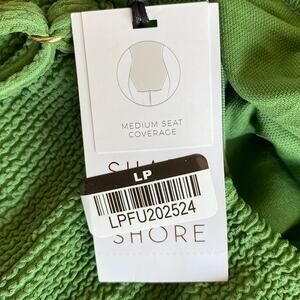 MEDIUM SEAT
COVERAGE
LP
LPFU202524
SHORE